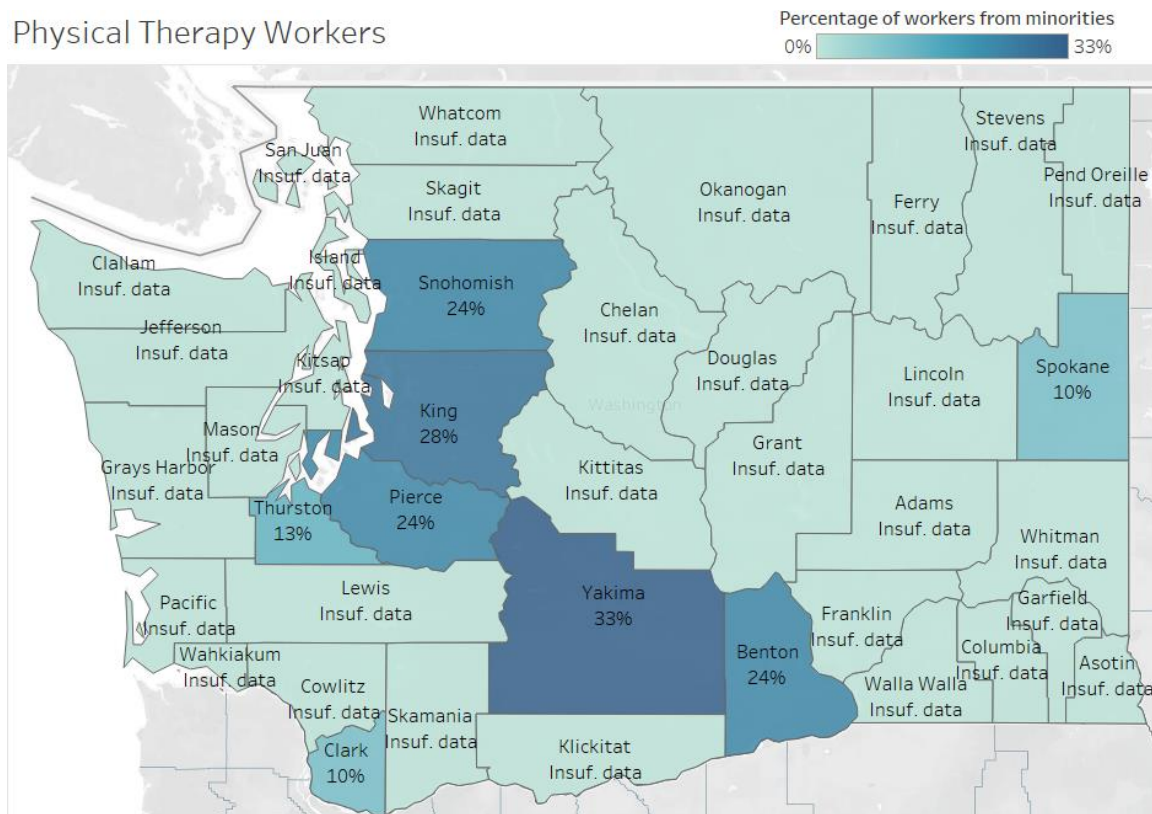 Physical Therapy Workers
Percentage of workers from minorities
0%
33%
Whatcom
Insuf. data
San Juan
Insuf. data
Skagit
Insuf. data
Okanogan
Insuf. data
Ferry
Insuf. data
Stevens
Insuf. data
Pend Oreille
Insuf. data
Clallam
Insuf. data
Island
Insuf. data
Snohomish
24%
Jefferson
Insuf. data
Kitsap
Insuf. data
Chelan
Insuf. data
Douglas
Insuf. data
Lincoln
Insuf. data
Spokane
10%
Washington
King
28%
Mason
Insuf. data
Grays Harbor
Insuf. data
Grant
Insuf. data
Kittitas
Insuf. data
Thurston
13%
Pierce
24%
Adams
Insuf. data
Whitman
Insuf. data
Lewis
Insuf. data
Pacific
Insuf. data
Yakima
33%
Franklin
Insuf. data
Garfield
Insuf. data
Columbia
Insuf. data
Benton
24%
Wahkiakum
Insuf. data
Asotin
Insuf. data
Walla Walla
Insuf. data
Cowlitz
Insuf. data
Skamania
Insuf. data
Klickitat
Insuf. data
Clark
10%